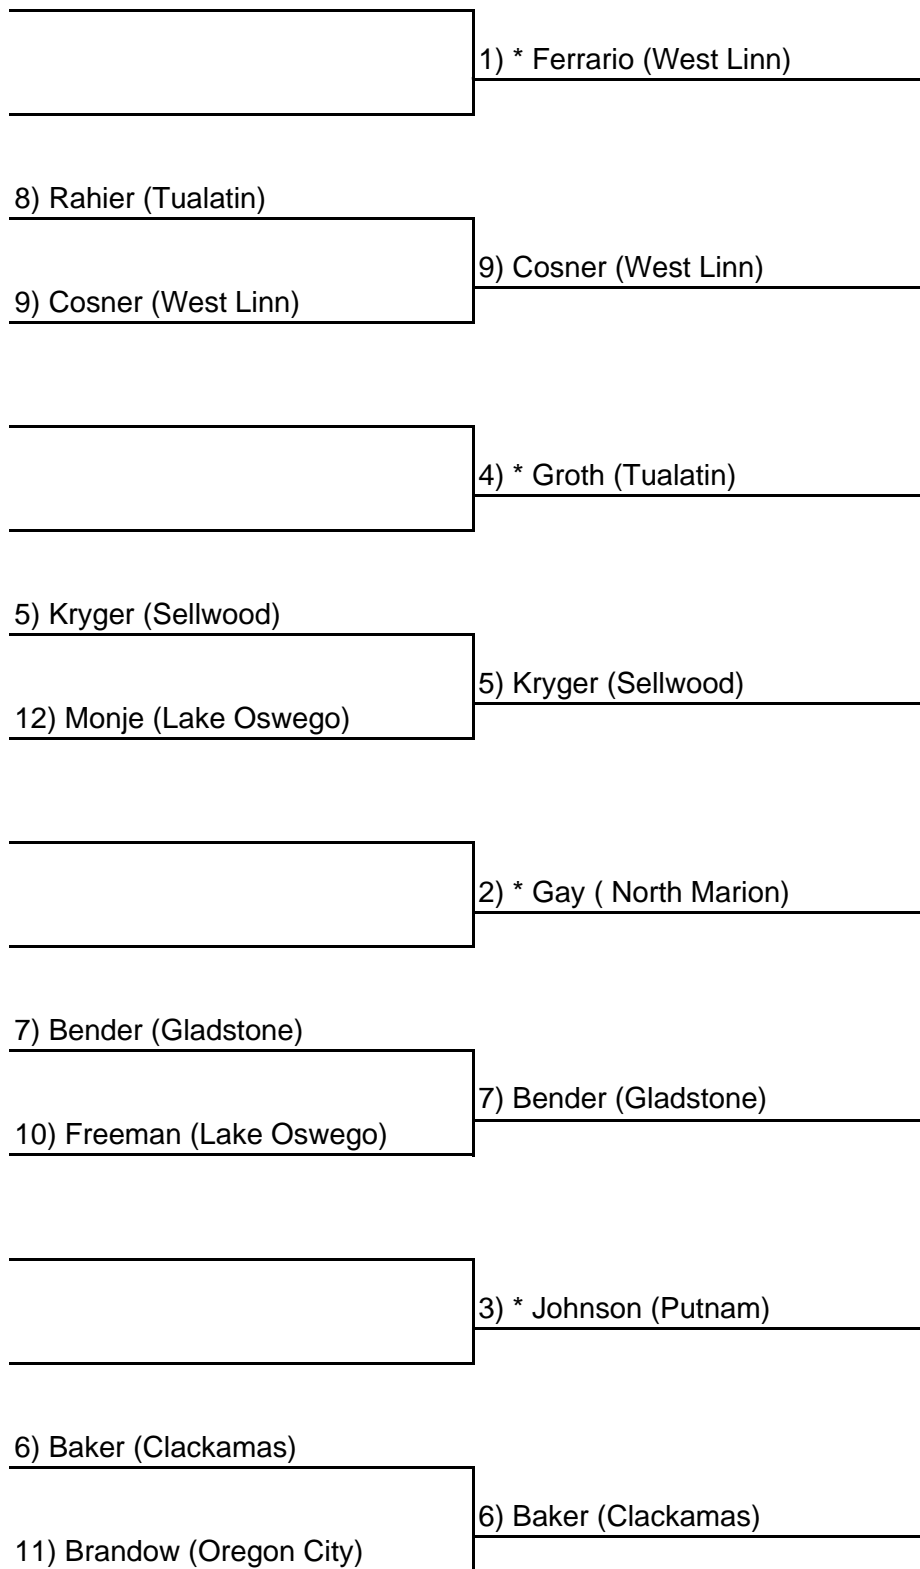 1) * Ferrario (West Linn)
8) Rahier (Tualatin)
9) Cosner (West Linn)
9) Cosner (West Linn)
4) * Groth (Tualatin)
5) Kryger (Sellwood)
5) Kryger (Sellwood)
12) Monje (Lake Oswego)
2) * Gay ( North Marion)
7) Bender (Gladstone)
7) Bender (Gladstone)
10) Freeman (Lake Oswego)
3) * Johnson (Putnam)
6) Baker (Clackamas)
6) Baker (Clackamas)
11) Brandow (Oregon City)